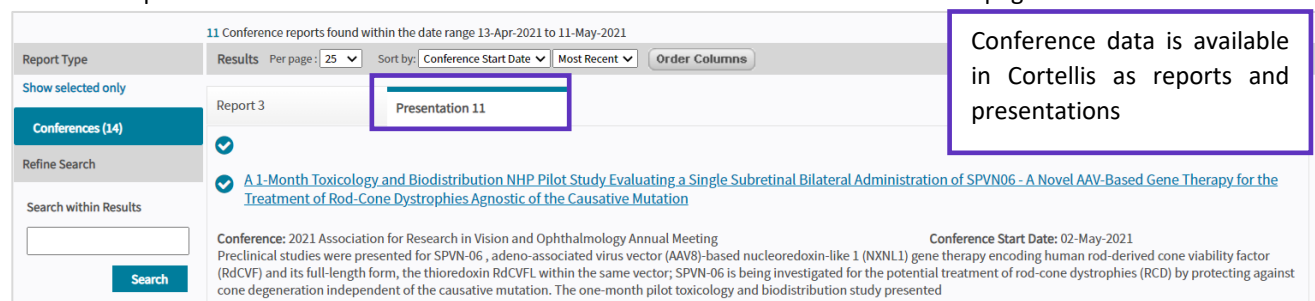 11 Conference reports found within the date range 13-Apr-2021 to 11-May-2021
Report Type
Results Per page: 25 Sort by: Conference Start Date Most Recent Order Columns
Show selected only
Report 3
Presentation 11
Conferences (14)
Refine Search
Search within Results
Search
A 1-Month Toxicology and Biodistribution NHP Pilot Study Evaluating a Single Subretinal Bilateral Administration of SPVN06 - A Novel AAV-Based Gene Therapy for the
Treatment of Rod-Cone Dystrophies Agnostic of the Causative Mutation
Conference: 2021 Association for Research in Vision and Ophthalmology Annual Meeting
Conference Start Date: 02-May-2021
Preclinical studies were presented for SPVN-06 , adeno-associated virus vector (AAV8)-based nucleoredoxin-like 1 (NXNL1) gene therapy encoding human rod-derived cone viability factor
(RdCVF) and its full-length form, the thioredoxin RdCVFL within the same vector; SPVN-06 is being investigated for the potential treatment of rod-cone dystrophies (RCD) by protecting against
cone degeneration independent of the causative mutation. The one-month pilot toxicology and biodistribution study presented
Conference data is available
in Cortellis as reports and
presentations